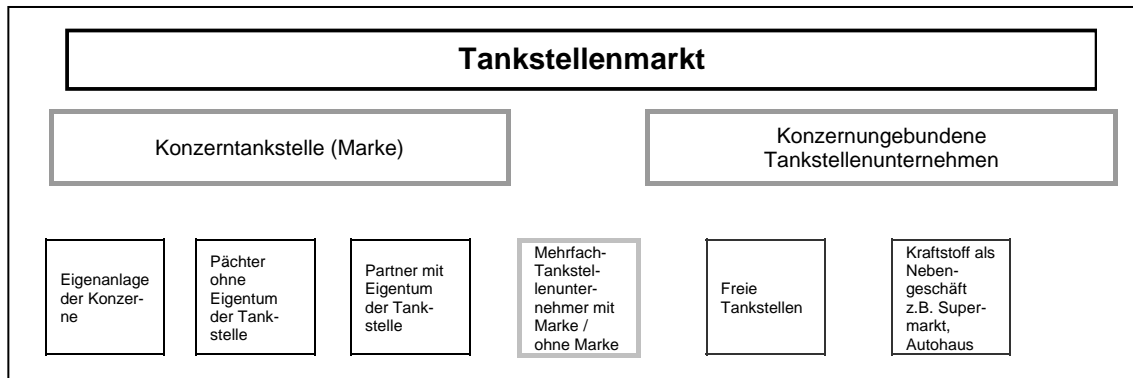 Tankstellenmarkt
Konzerntankstelle (Marke)
Konzernungebundene
Tankstellenunternehmen
Eigenanlage
der Konzer-
ne
Pächter
ohne
Eigentum
der Tank-
stelle
Partner mit
Eigentum
der Tank-
stelle
Mehrfach-
Tankstel-
lenunter-
nehmer mit
Marke /
ohne Marke
Freie
Tankstellen
Kraftstoff als
Neben-
geschäft
z.B. Super-
markt,
Autohaus